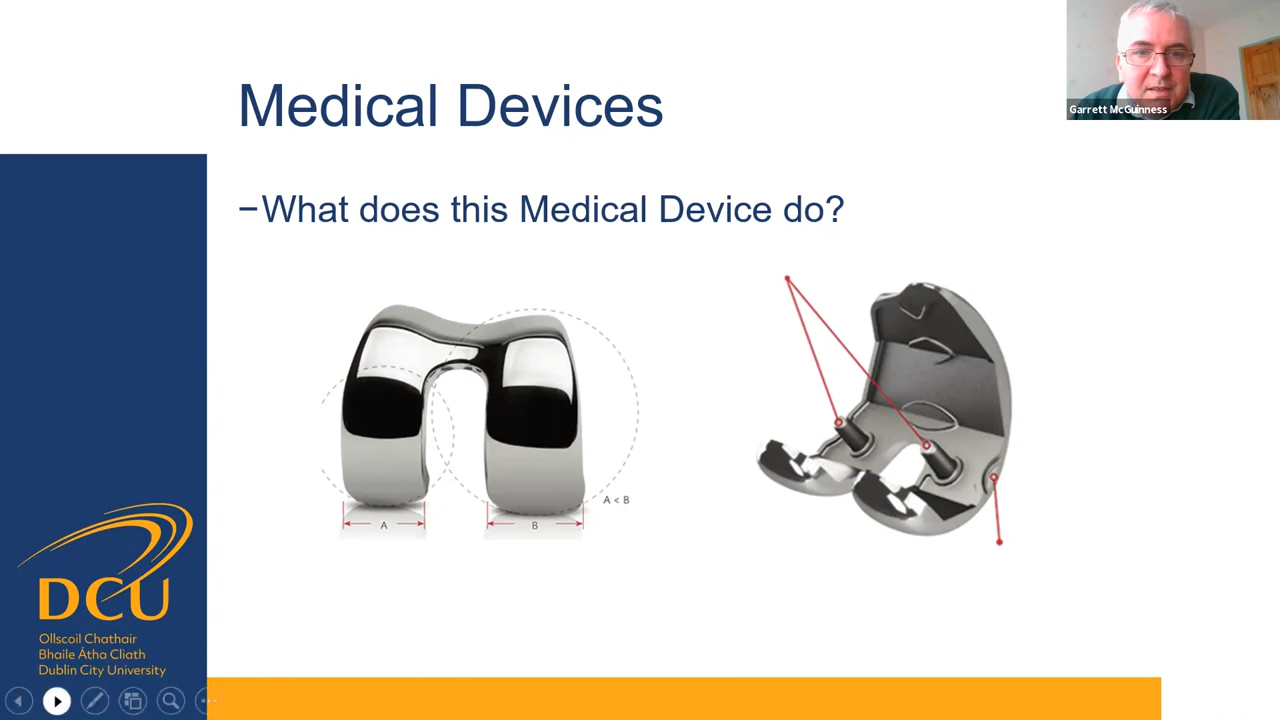 Garrett McGuinness
Medical Devices
−What does this Medical Device do?
A < B
A
B
DCU
Ollscoil Chathair
Bhaile Átha Cliath
Dublin City University